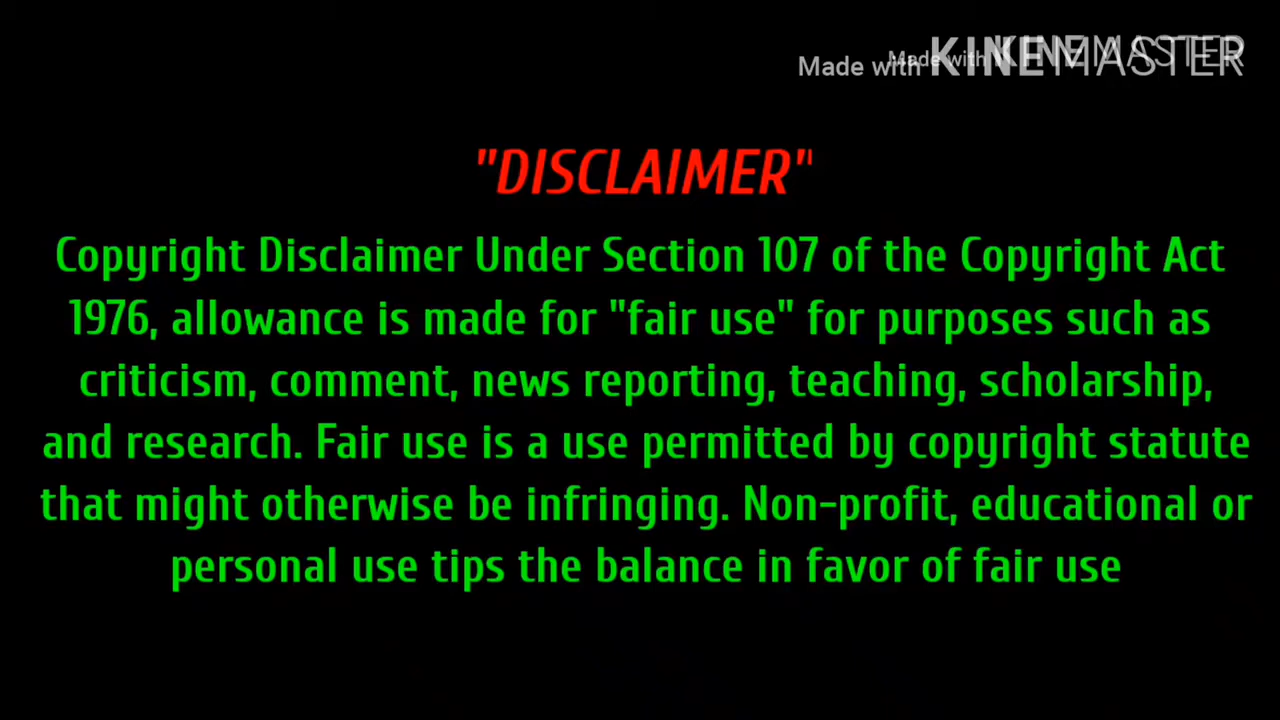 Made with KINEMASTER
Made with KINEMASTER
"DISCLAIMER"
Copyright Disclaimer Under Section 107 of the Copyright Act
1976, allowance is made for "fair use" for purposes such as
criticism, comment, news reporting, teaching, scholarship,
and research. Fair use is a use permitted by copyright statute
that might otherwise be infringing. Non-profit, educational or
personal use tips the balance in favor of fair use